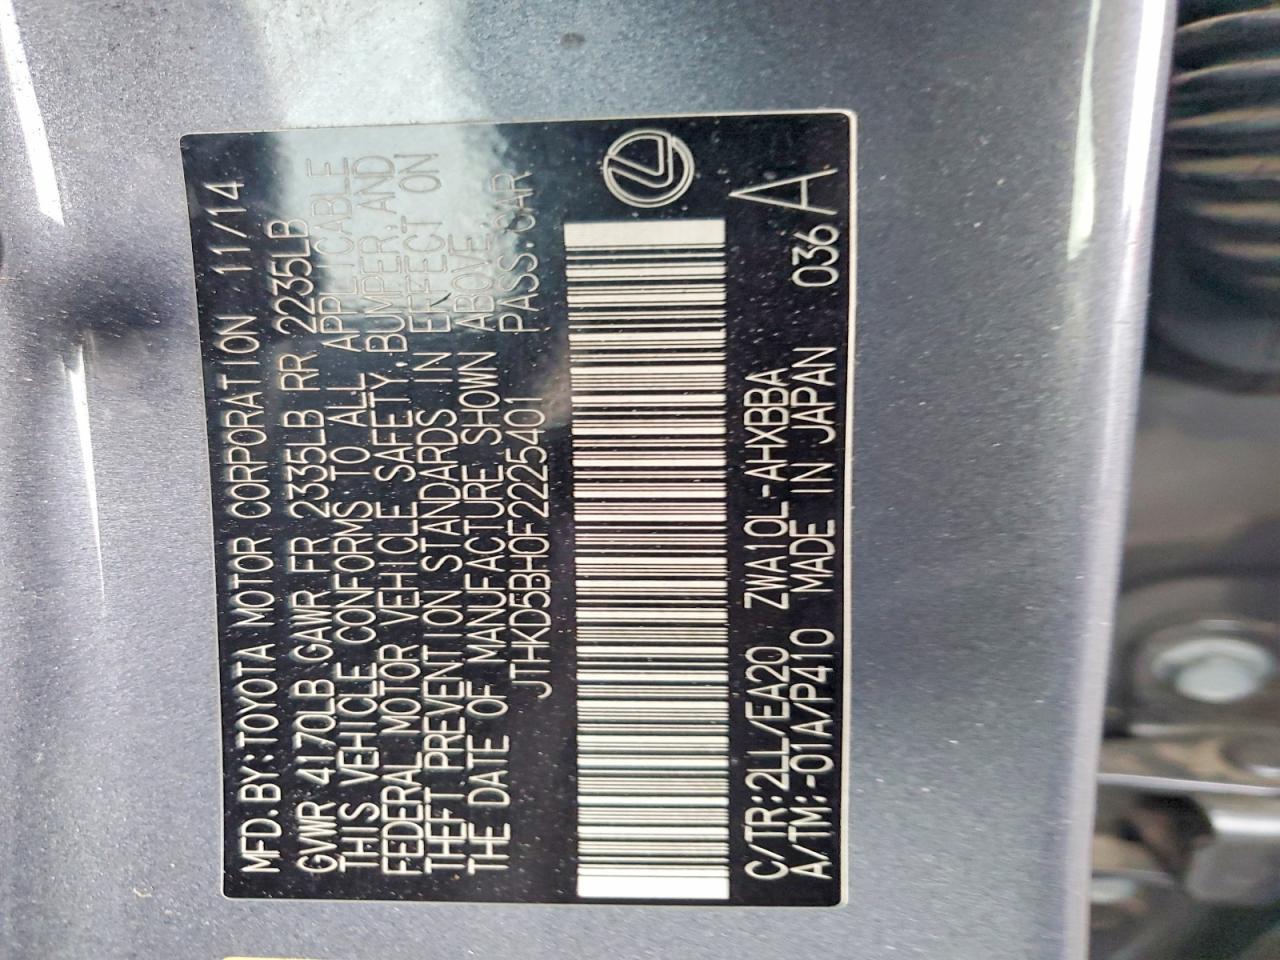 MFD.BY:TOYOTA MOTOR CORPORATION 11/14
GVWR 4170LB GAWR FR 2335LB RR 2235LB
THIS VEHICLE CONFORMS TO ALL APPLICABLE
FEDERAL MOTOR VEHICLE SAFETY,BUMPER,AND
THEFT PREVENTION STANDARDS IN EFFECT ON
THE DATE OF MANUFACTURE SHOWN ABOVE.
JTHKD5BH0F2225401 PASS.CAR
C/TR:2LL/EA20 ZWA10L-AHXBBA
A/TM:-01A/P410 MADE IN JAPAN 036 A